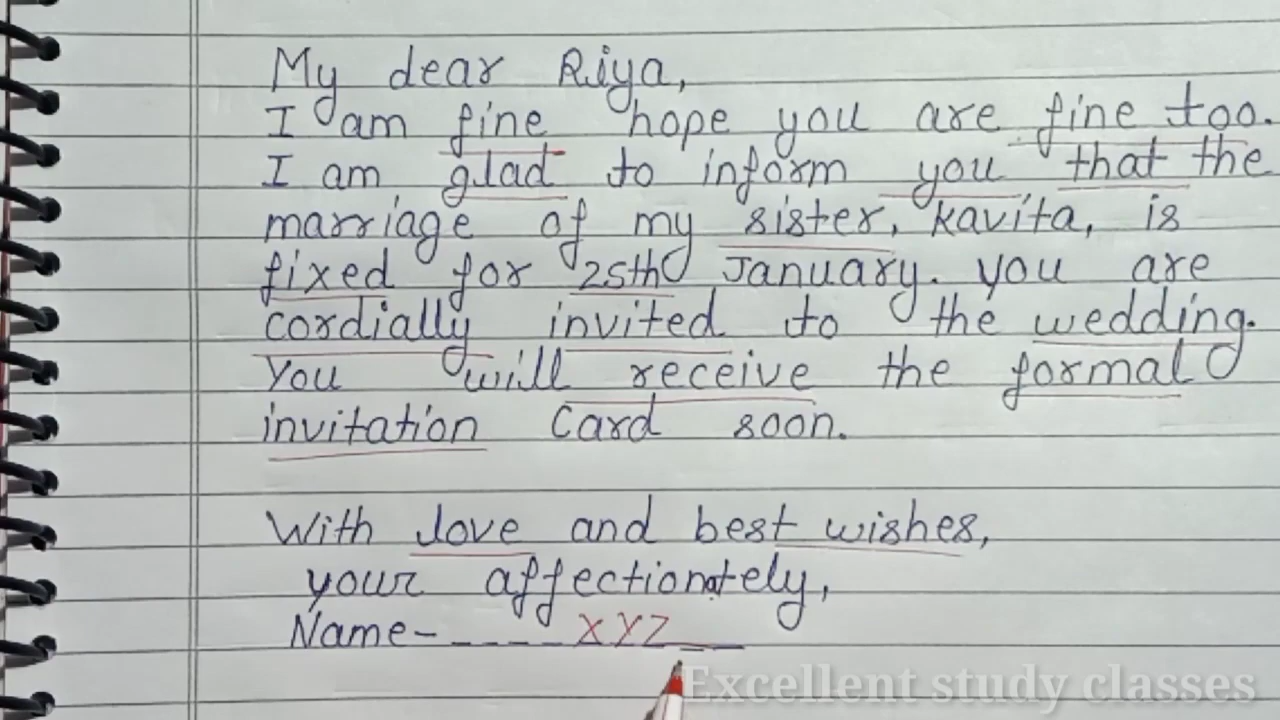 My dear Riya,
I am fine hope you are fine too.
I am glad to inform you that the
marriage of my sister, Kavita, is
fixed for 25th January. You are
cordially invited to the wedding.
You will receive the formal
invitation Card soon.
With love and best wishes,
your affectionately,
Name-____XYZ__
Excellent study classes